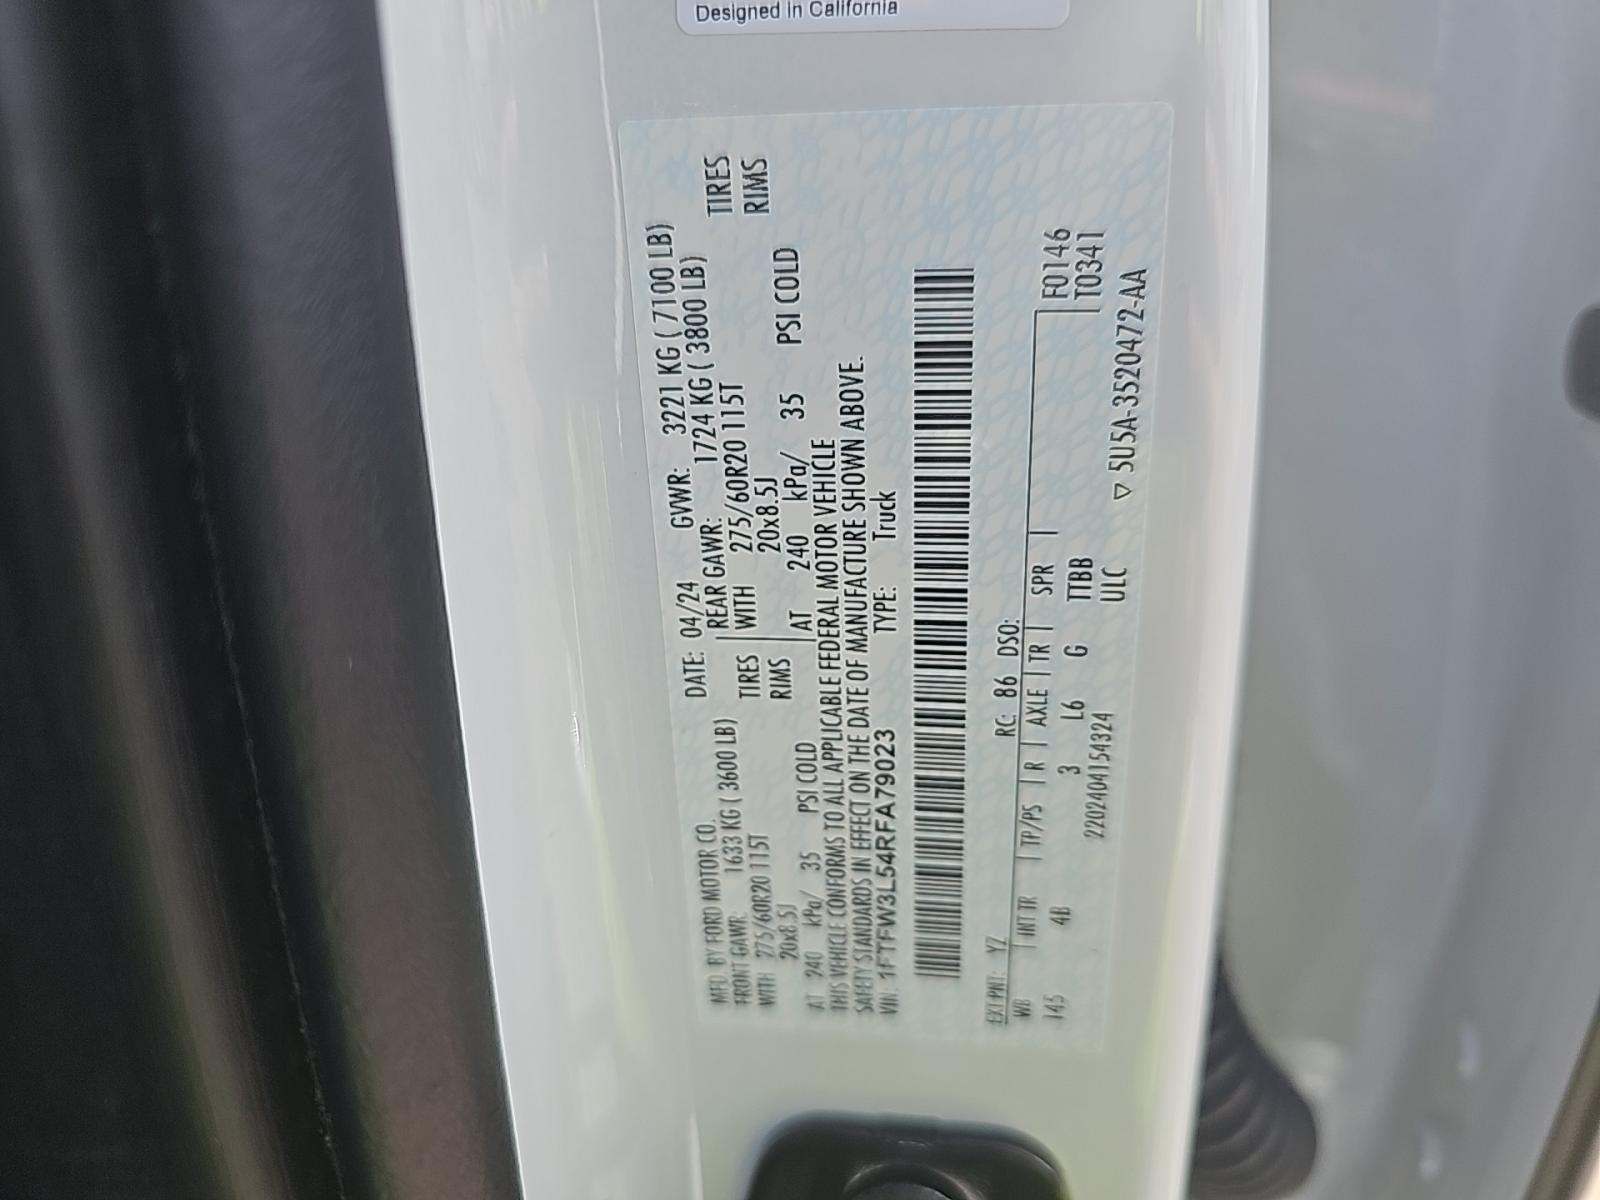 Designed in California
MFD. BY FORD MOTOR CO.
DATE: 04/24 GVWR: 3221 KG ( 7100 LB)
FRONT GAWR: 1633 KG ( 3600 LB)
REAR GAWR: 1724 KG ( 3800 LB)
WITH 275/60R20 115T TIRES
WITH 275/60R20 115T TIRES
20x8.5J RIMS
20x8.5J RIMS
AT 240 kPa/ 35 PSI COLD
AT 240 kPa/ 35 PSI COLD
THIS VEHICLE CONFORMS TO ALL APPLICABLE FEDERAL MOTOR VEHICLE
SAFETY STANDARDS IN EFFECT ON THE DATE OF MANUFACTURE SHOWN ABOVE.
VIN: 1FTFW3L54RFA79023 TYPE: Truck
EXT PNT: YZ RC: 86 DSO:
WB INT TR TP/PS R AXLE TR SPR F0146
145 4B 3 L6 G TTBB T0341
220240415 4324 ULC
▽ 5U5A-3520472-AA